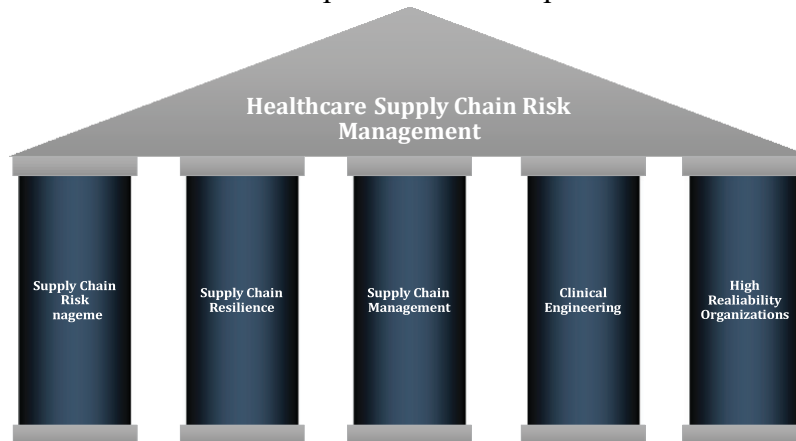 Healthcare Supply Chain Risk
Management
Supply Chain
Risk
nageme
Supply Chain
Resilience
Supply Chain
Management
Clinical
Engineering
High
Realiability
Organizations